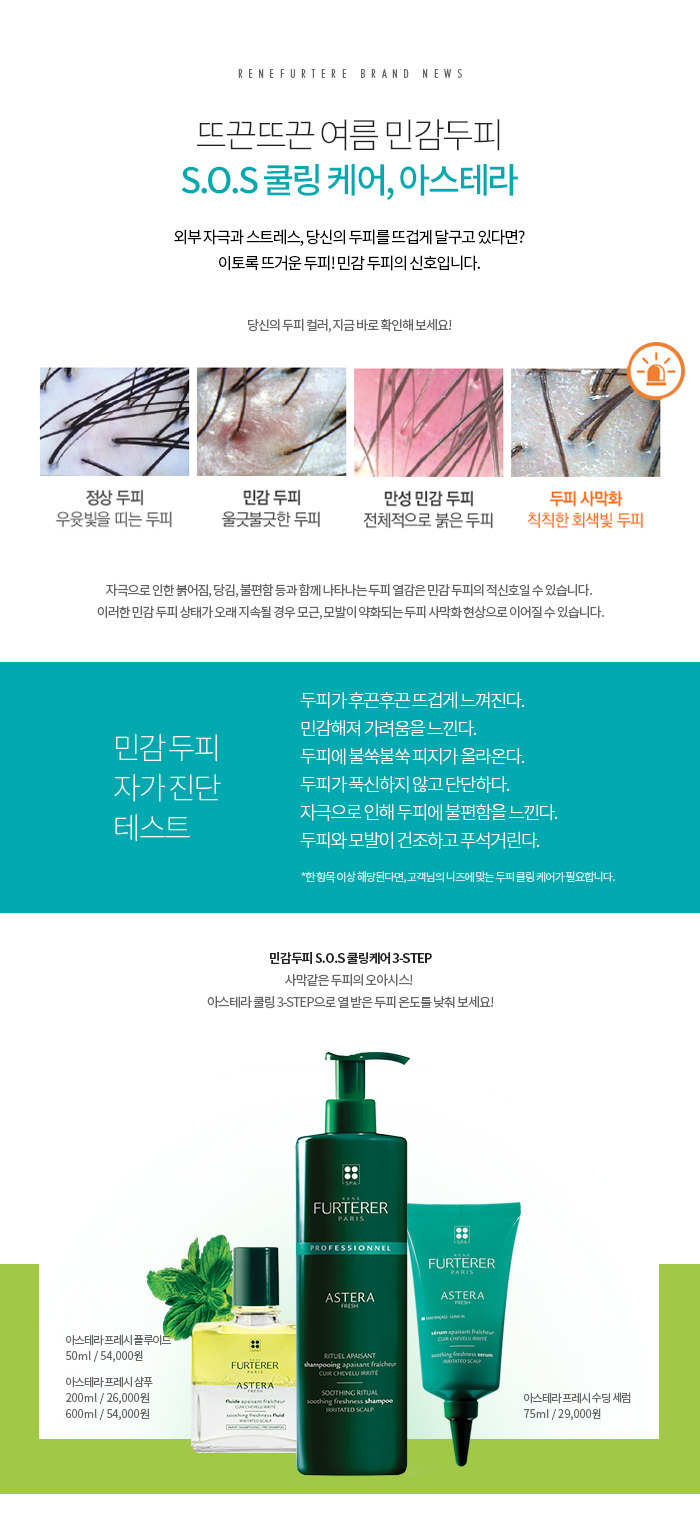 RENEFURTERE BRAND NEWS
뜨끈뜨끈 여름 민감두피
S.O.S 쿨링 케어, 아스테라
외부 자극과 스트레스, 당신의 두피를 뜨겁게 달구고 있다면?
이토록 뜨거운 두피! 민감 두피의 신호입니다.
당신의 두피 컬러, 지금 바로 확인해 보세요!
정상 두피
우윳빛을 띠는 두피
민감 두피
울긋불긋한 두피
만성 민감 두피
전체적으로 붉은 두피
두피 사막화
칙칙한 회색빛 두피
자극으로 인한 붉어짐, 당김, 불편함 등과 함께 나타나는 두피 열감은 민감 두피의 적신호일 수 있습니다.
이러한 민감 두피 상태가 오래 지속될 경우 모근, 모발이 약화되는 두피 사막화 현상으로 이어질 수 있습니다.
민감 두피
자가 진단
테스트
두피가 후끈후끈 뜨겁게 느껴진다.
민감해져 가려움을 느낀다.
두피에 불쑥불쑥 피지가 올라온다.
두피가 푹신하지 않고 단단하다.
자극으로 인해 두피에 불편함을 느낀다.
두피와 모발이 건조하고 푸석거린다.
*한 항목 이상 해당된다면, 고객님의 니즈에 맞는 두피 쿨링 케어가 필요합니다.
민감두피 S.O.S 쿨링케어 3-STEP
사막같은 두피의 오아시스!
아스테라 쿨링 3-STEP으로 열 받은 두피 온도를 낮춰 보세요!
SPA
RENE
FURTERER
PARIS
PROFESSIONNEL
ASTERA
FRESH
RITUEL APAISANT
shampooing apaisant fraîcheur
CUIR CHEVELU IRRITÉ
SOOTHING RITUAL
soothing freshness shampoo
IRRITATED SCALP
SPA
RENE
FURTERER
PARIS
ASTERA
FRESH
SANS RINÇAGE - LEAVE IN
sérum apaisant fraîcheur
CUIR CHEVELU IRRITÉ
soothing freshness serum
IRRITATED SCALP
FURTERER
PARIS
ASTERA
FRESH
fluide apaisant fraîcheur
CUIR CHEVELU IRRITÉ
soothing freshness fluid
IRRITATED SCALP
아스테라 프레시 플루이드
50ml / 54,000원
아스테라 프레시 샴푸
200ml / 26,000원
600ml / 54,000원
아스테라 프레시 수딩 세럼
75ml / 29,000원